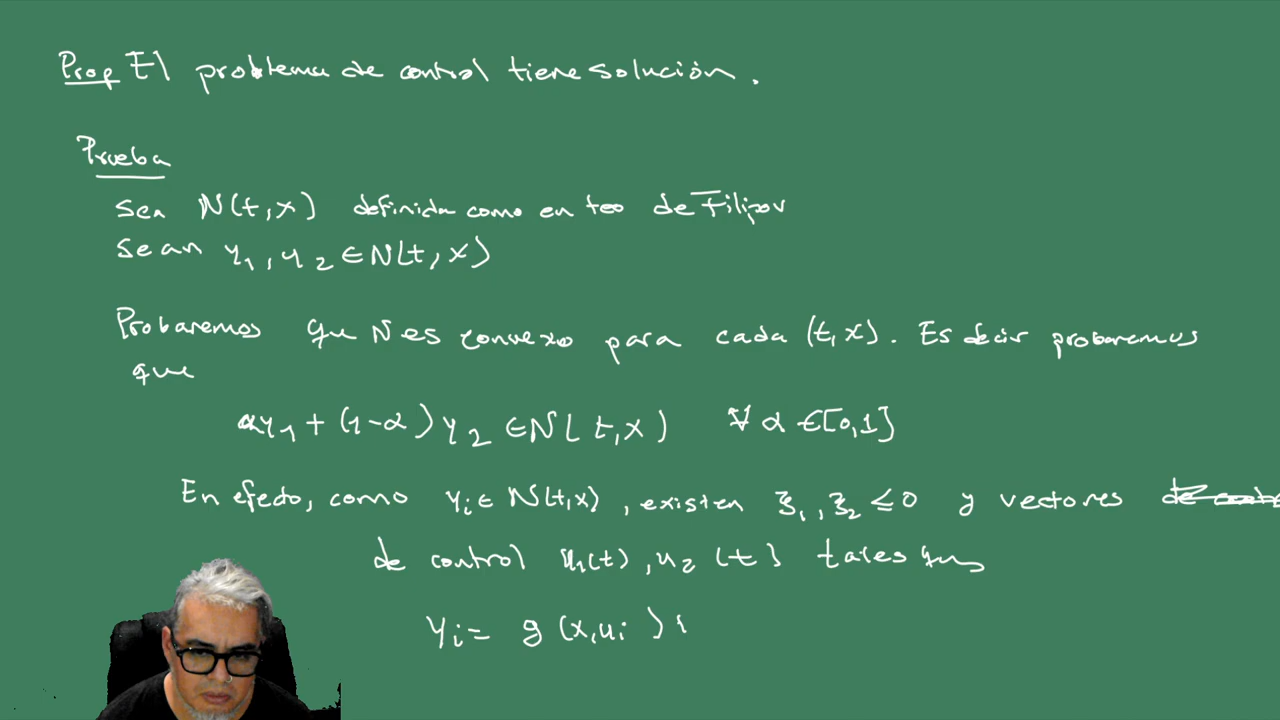 Prop El problema de control tiene solución.
Prueba
Sea N(t,x) definida como en teo de Filipov
Sean y₁, y₂ ∈ N(t,x)
Probaremos que N es convexo para cada (t,x). Es decir probaremos
que
αy₁ + (1-α) y₂ ∈ N(t,x) ∀ α ∈ [0,1]
En efecto, como yᵢ ∈ N(t,x), existen ξ₁, ξ₂ ≤ 0 y vectores
de control u₁(t), u₂(t) tales que
yᵢ = g(x,uᵢ)